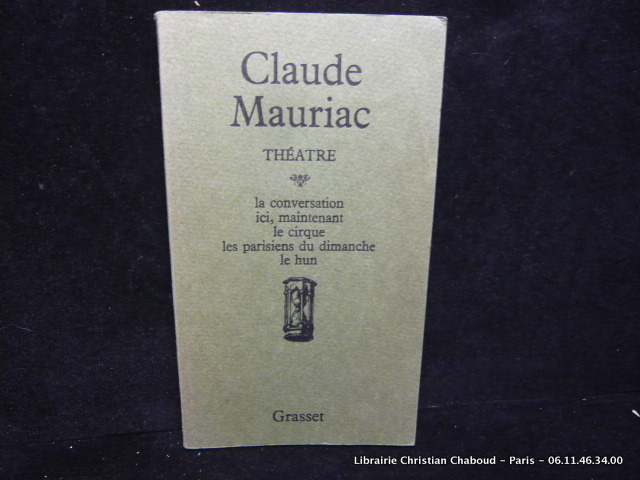 Claude
Mauriac
THÉATRE
la conversation
ici, maintenant
le cirque
les parisiens du dimanche
le hun
Grasset
Librairie Christian Chaboud - Paris - 06.11.46.34.00